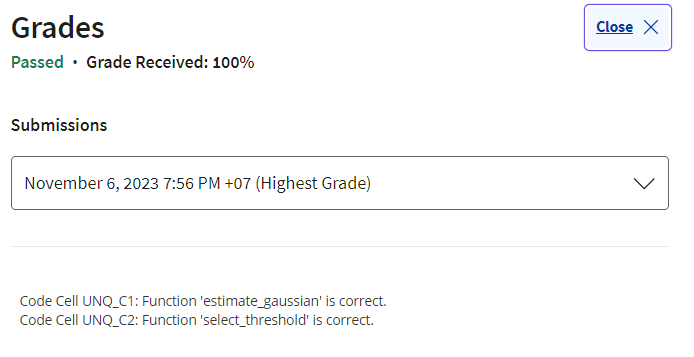 Grades
Close
Passed • Grade Received: 100%
Submissions
November 6, 2023 7:56 PM +07 (Highest Grade)
Code Cell UNQ_C1: Function 'estimate_gaussian' is correct.
Code Cell UNQ_C2: Function 'select_threshold' is correct.